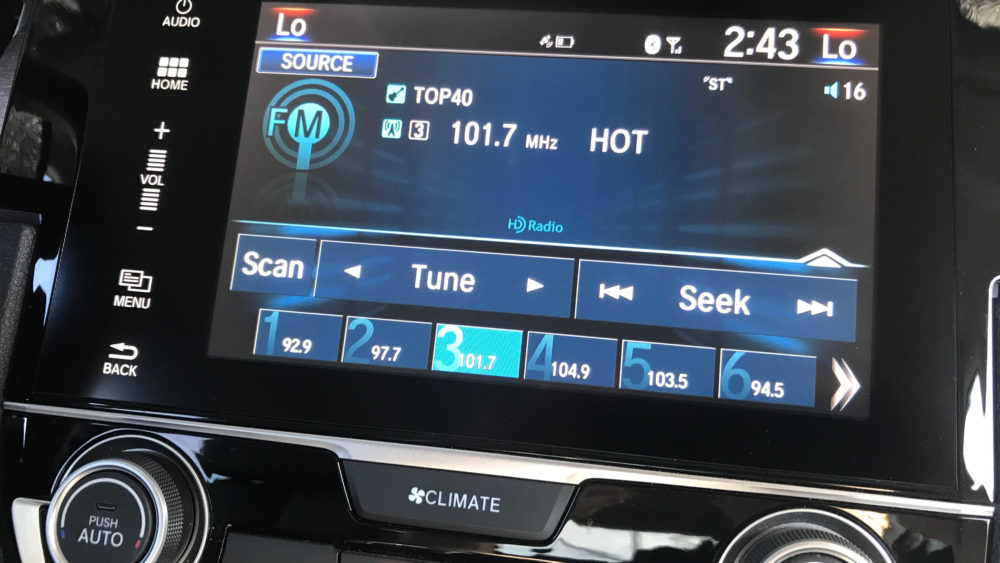 AUDIO
Lo
2:43
Lo
SOURCE
"ST"
16
HOME
FM
TOP40
3
101.7 MHz HOT
+
VOL
-
HD Radio
Scan
Tune
Seek
MENU
1 92.9
2 97.7
3 101.7
4 104.9
5 103.5
6 94.5
BACK
CLIMATE
PUSH
AUTO